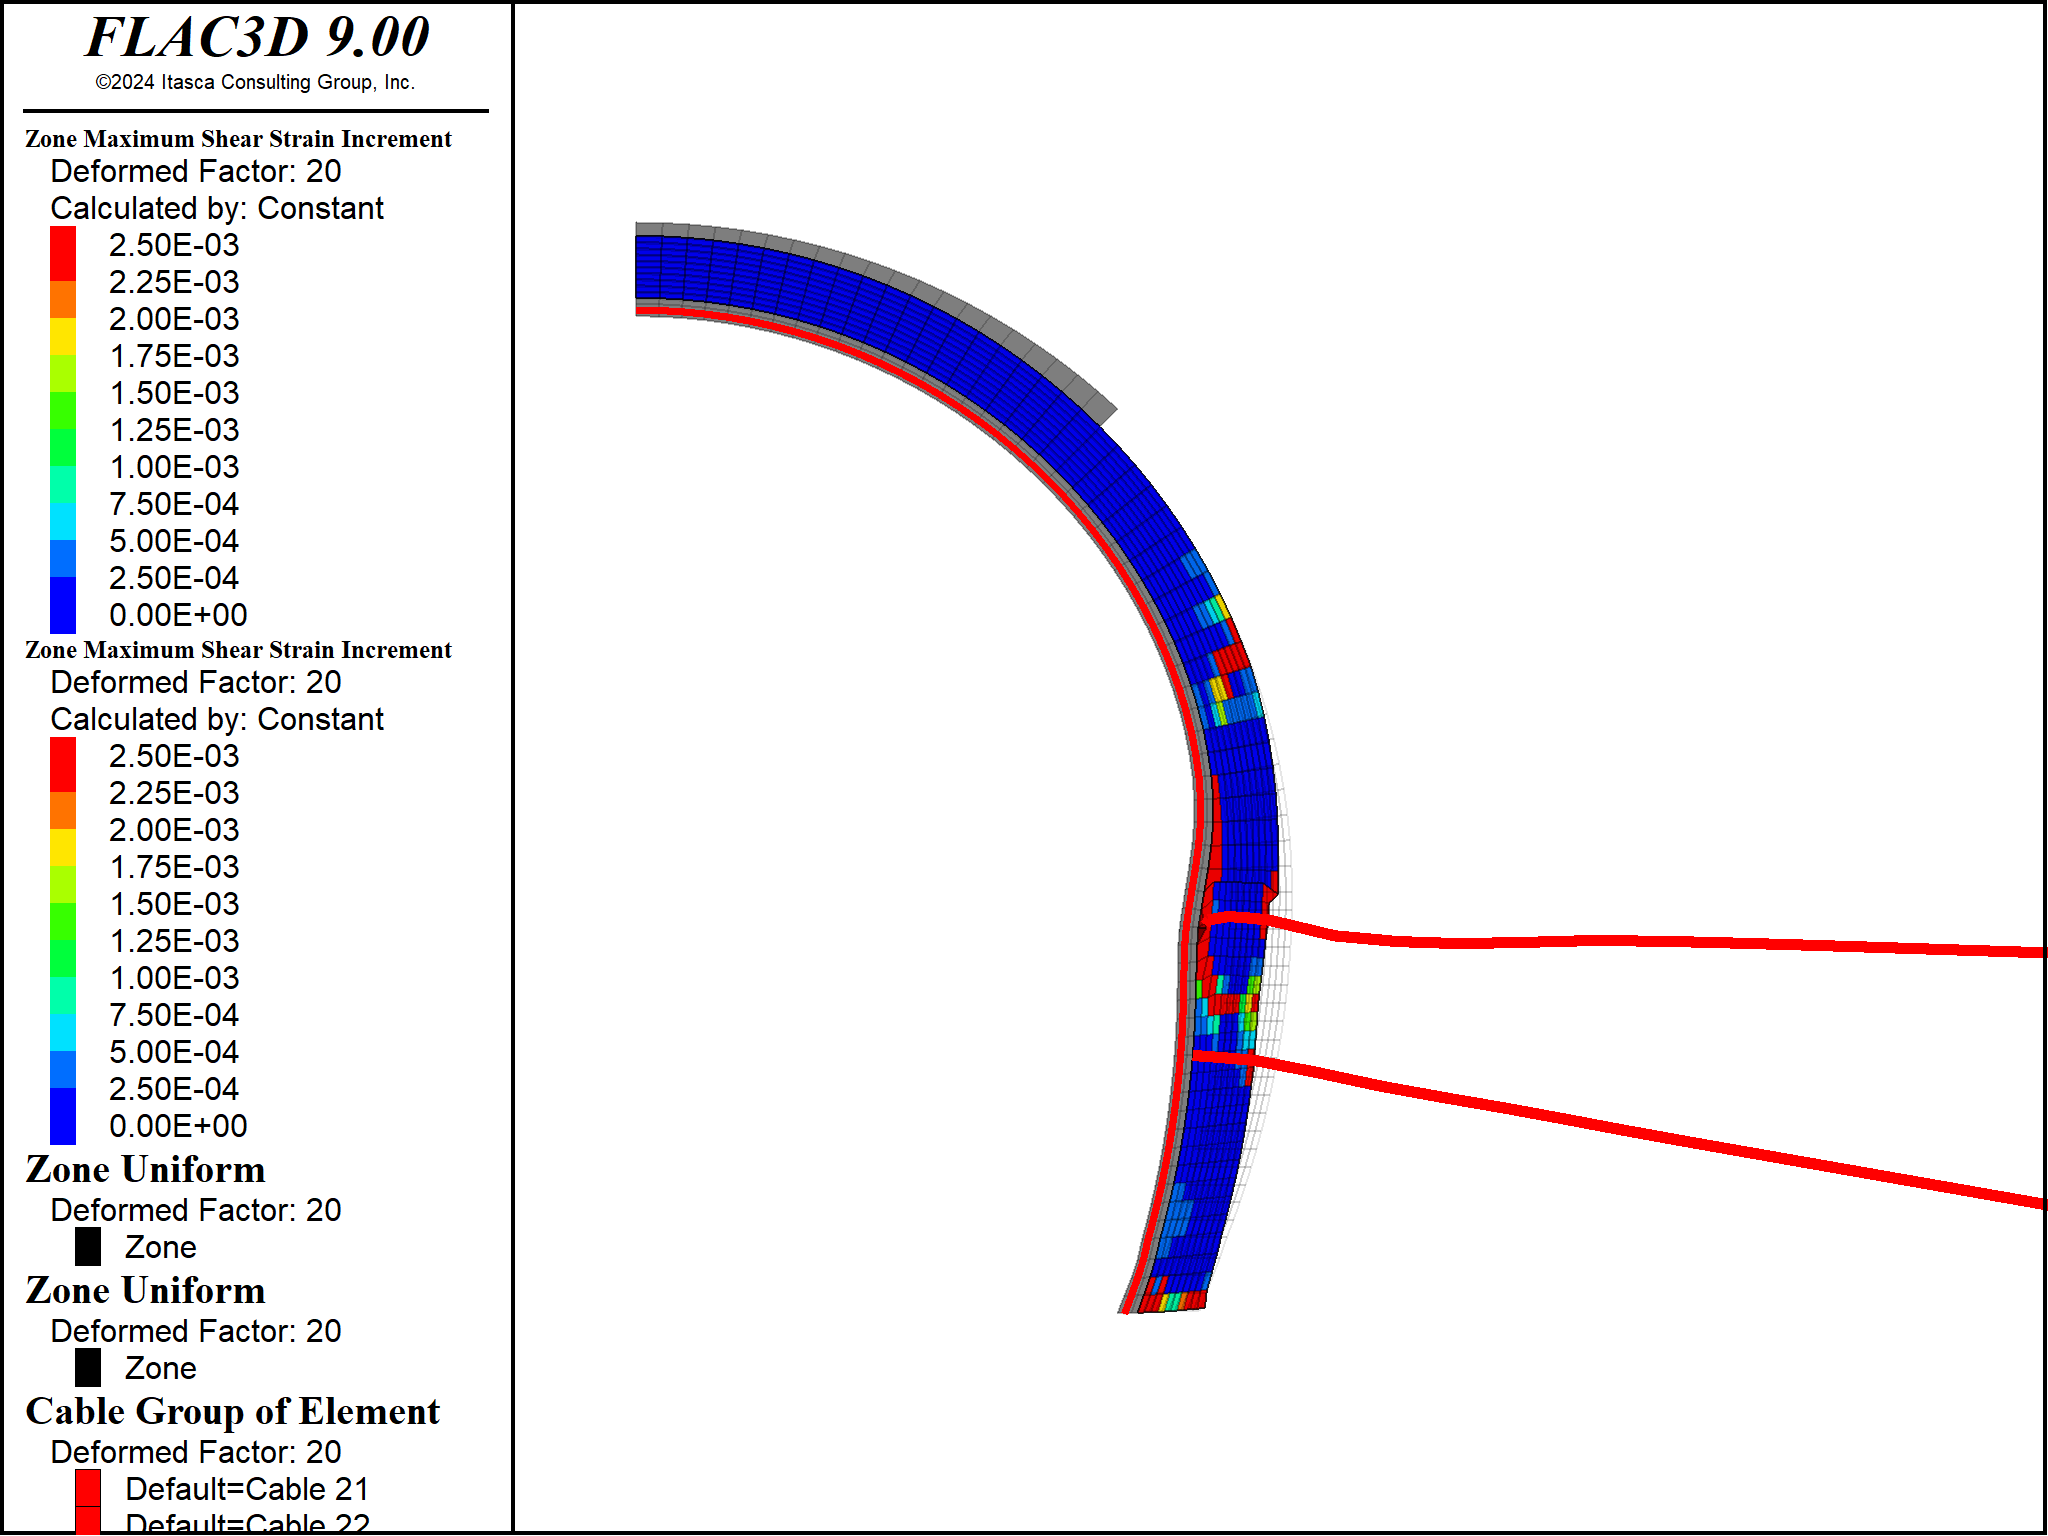 FLAC3D 9.00
©2024 Itasca Consulting Group, Inc.
Zone Maximum Shear Strain Increment
Deformed Factor: 20
Calculated by: Constant
2.50E-03
2.25E-03
2.00E-03
1.75E-03
1.50E-03
1.25E-03
1.00E-03
7.50E-04
5.00E-04
2.50E-04
0.00E+00
Zone Maximum Shear Strain Increment
Deformed Factor: 20
Calculated by: Constant
2.50E-03
2.25E-03
2.00E-03
1.75E-03
1.50E-03
1.25E-03
1.00E-03
7.50E-04
5.00E-04
2.50E-04
0.00E+00
Zone Uniform
Deformed Factor: 20
Zone
Zone Uniform
Deformed Factor: 20
Zone
Cable Group of Element
Deformed Factor: 20
Default=Cable 21
Default=Cable 22